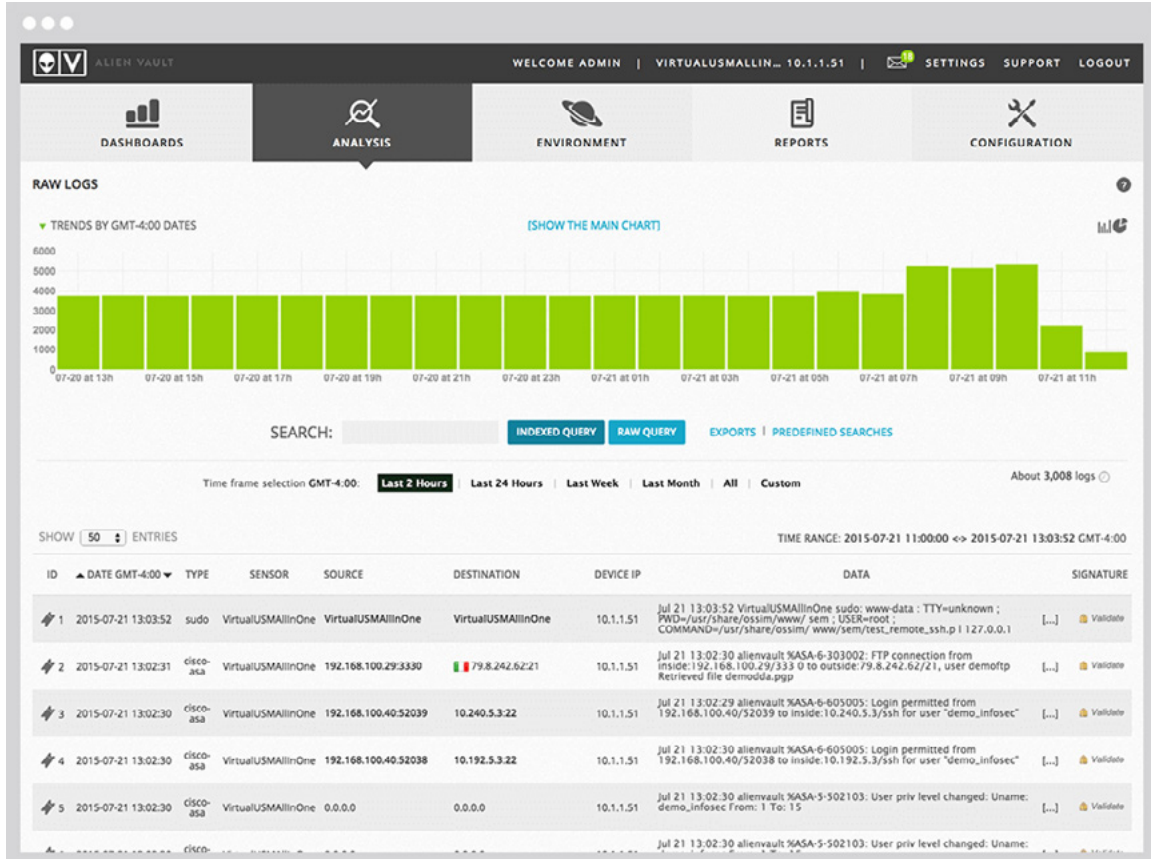 ALIEN VAULT
WELCOME ADMIN | VIRTUALUSMALLIN... 10.1.1.51 | 18 SETTINGS SUPPORT LOGOUT
DASHBOARDS ANALYSIS ENVIRONMENT REPORTS CONFIGURATION
RAW LOGS
TRENDS BY GMT-4:00 DATES [SHOW THE MAIN CHART]
6000
5000
4000
3000
2000
1000
0
07-20 at 13h 07-20 at 15h 07-20 at 17h 07-20 at 19h 07-20 at 21h 07-20 at 23h 07-21 at 01h 07-21 at 03h 07-21 at 05h 07-21 at 07h 07-21 at 09h 07-21 at 11h
SEARCH: INDEXED QUERY RAW QUERY EXPORTS | PREDEFINED SEARCHES
Time frame selection GMT-4:00: Last 2 Hours | Last 24 Hours | Last Week | Last Month | All | Custom
About 3,008 logs
SHOW 50 ENTRIES
TIME RANGE: 2015-07-21 11:00:00 <-> 2015-07-21 13:03:52 GMT-4:00
ID DATE GMT-4:00 TYPE SENSOR SOURCE DESTINATION DEVICE IP DATA SIGNATURE
1 2015-07-21 13:03:52 sudo VirtualUSMAllInOne VirtualUSMAllInOne VirtualUSMAllInOne 10.1.1.51
Jul 21 13:03:52 VirtualUSMAllInOne sudo: www-data : TTY=unknown ;
PWD=/usr/share/ossim/www/ sem ; USER=root ;
COMMAND=/usr/share/ossim/ www/sem/test_remote_ssh.p l 127.0.0.1
[...] Validate
2 2015-07-21 13:02:31 cisco-asa VirtualUSMAllInOne 192.168.100.29:3330 79.8.242.62:21 10.1.1.51
Jul 21 13:02:30 alienvault %ASA-6-303002: FTP connection from
inside:192.168.100.29/333 0 to outside:79.8.242.62/21, user demoftp
Retrieved file demodda.pgp
[...] Validate
3 2015-07-21 13:02:30 cisco-asa VirtualUSMAllInOne 192.168.100.40:52039 10.240.5.3:22 10.1.1.51
Jul 21 13:02:29 alienvault %ASA-6-605005: Login permitted from
192.168.100.40/52039 to inside:10.240.5.3/ssh for user "demo_infosec"
[...] Validate
4 2015-07-21 13:02:30 cisco-asa VirtualUSMAllInOne 192.168.100.40:52038 10.192.5.3:22 10.1.1.51
Jul 21 13:02:30 alienvault %ASA-6-605005: Login permitted from
192.168.100.40/52038 to inside:10.192.5.3/ssh for user "demo_infosec"
[...] Validate
5 2015-07-21 13:02:30 cisco-asa VirtualUSMAllInOne 0.0.0.0 0.0.0.0 10.1.1.51
Jul 21 13:02:30 alienvault %ASA-5-502103: User priv level changed: Uname:
demo_infosec From: 1 To: 15
[...] Validate
cisco-
Jul 21 13:02:30 alienvault %ASA-5-502103: User priv level changed: Uname: